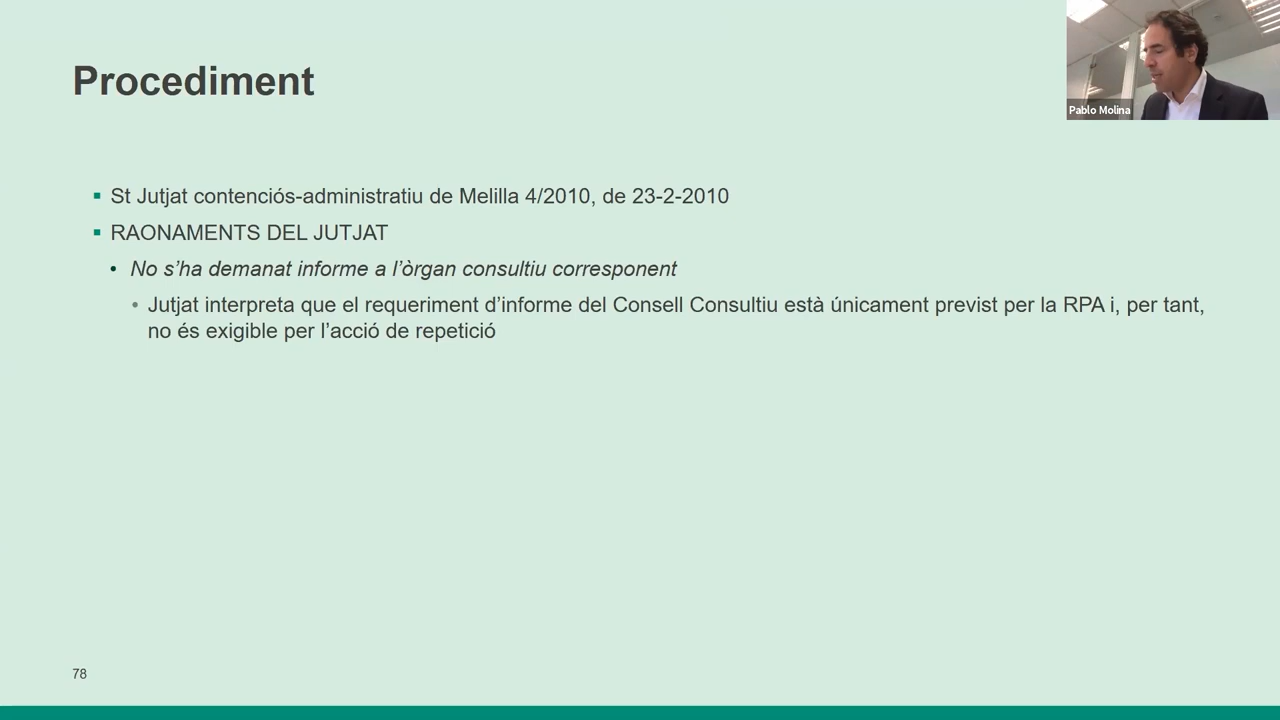 Procediment
Pablo Molina
▪ St Jutjat contenciós-administratiu de Melilla 4/2010, de 23-2-2010
▪ RAONAMENTS DEL JUTJAT
• No s’ha demanat informe a l’òrgan consultiu corresponent
• Jutjat interpreta que el requeriment d’informe del Consell Consultiu està únicament previst per la RPA i, per tant,
no és exigible per l’acció de repetició
78